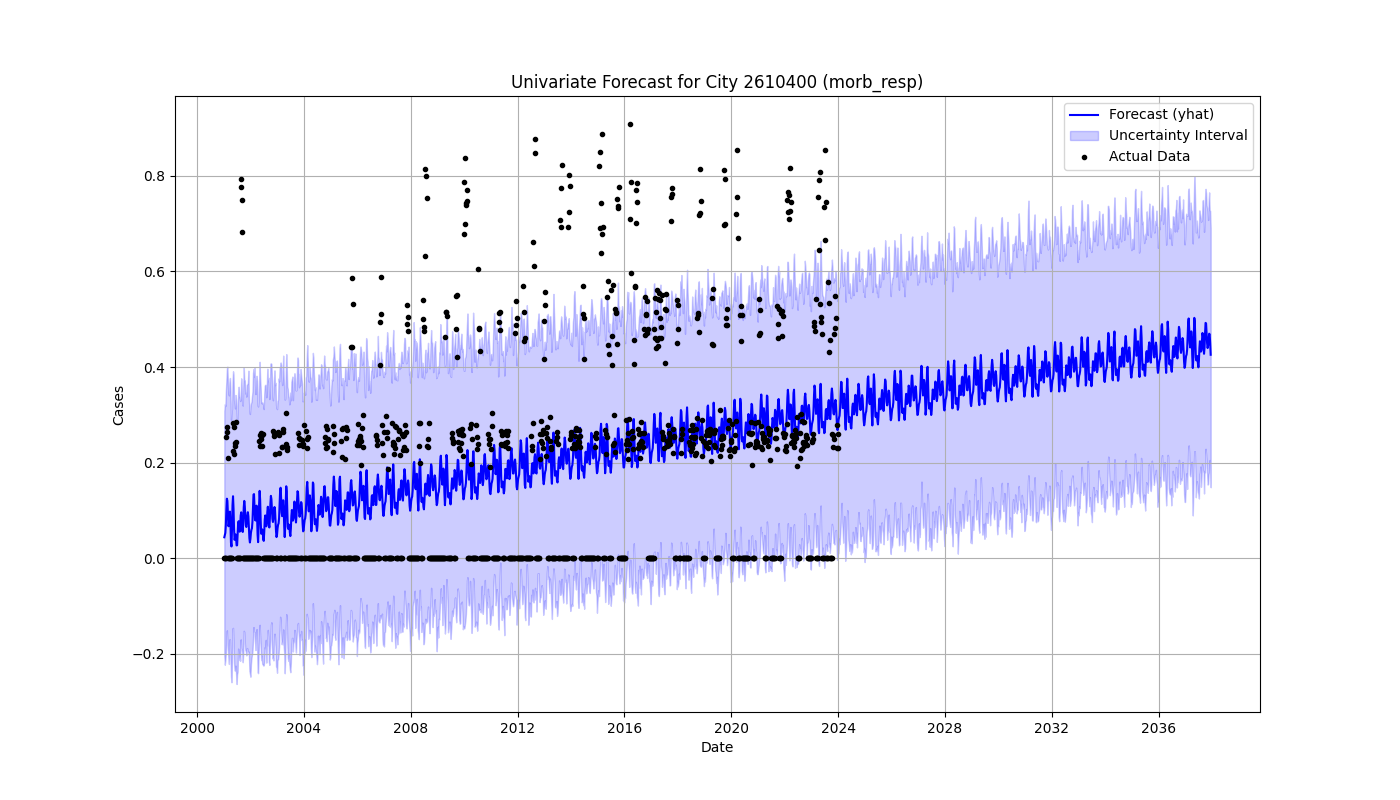 Univariate Forecast for City 2610400 (morb_resp)
Forecast (yhat)
Uncertainty Interval
Actual Data
Cases
0.8
0.6
0.4
0.2
0.0
−0.2
2000 2004 2008 2012 2016 2020 2024 2028 2032 2036
Date